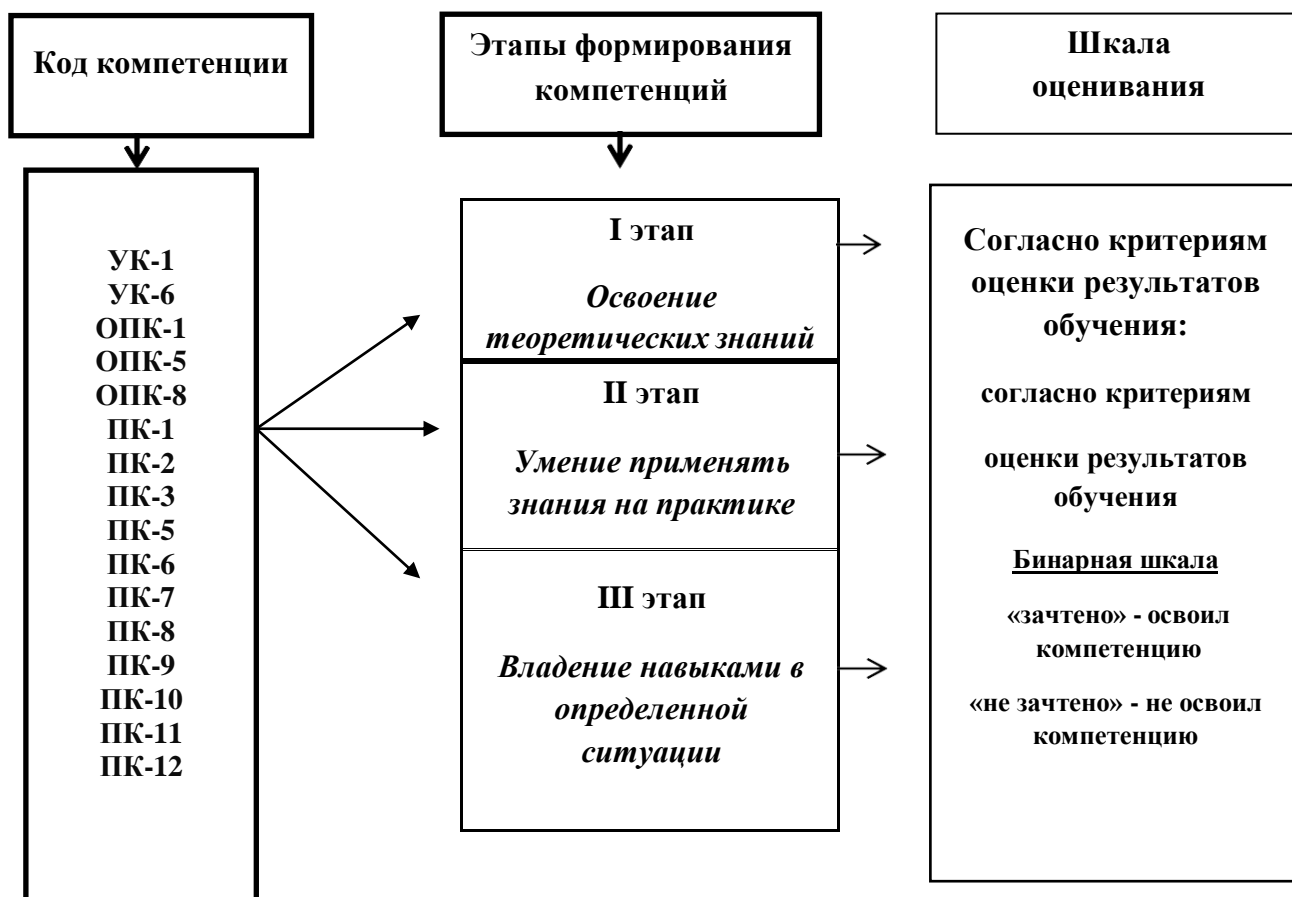 Код компетенции
Этапы формирования
компетенций
Шкала
оценивания
УК-1
УК-6
ОПК-1
ОПК-5
ОПК-8
ПК-1
ПК-2
ПК-3
ПК-5
ПК-6
ПК-7
ПК-8
ПК-9
ПК-10
ПК-11
ПК-12
I этап
Освоение
теоретических знаний
II этап
Умение применять
знания на практике
III этап
Владение навыками в
определенной
ситуации
Согласно критериям
оценки результатов
обучения:
согласно критериям
оценки результатов
обучения
Бинарная шкала
«зачтено» - освоил
компетенцию
«не зачтено» - не освоил
компетенцию